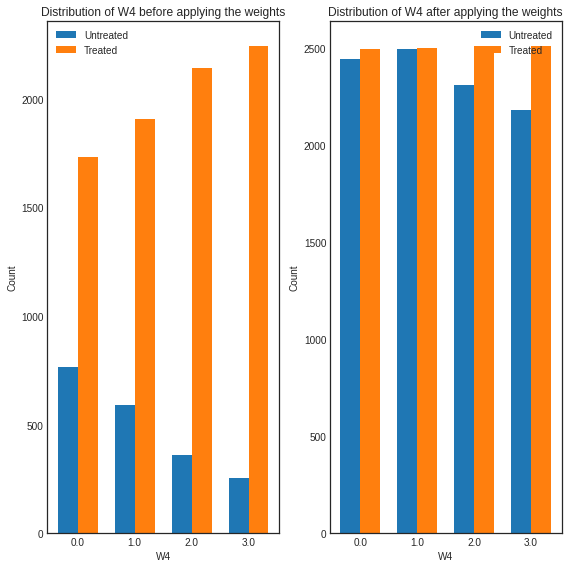 Distribution of W4 before applying the weights
Untreated
Treated
2000
1500
1000
500
0
Count
0.0 1.0 2.0 3.0
W4
Distribution of W4 after applying the weights
Untreated
Treated
2500
2000
1500
1000
500
0
Count
0.0 1.0 2.0 3.0
W4